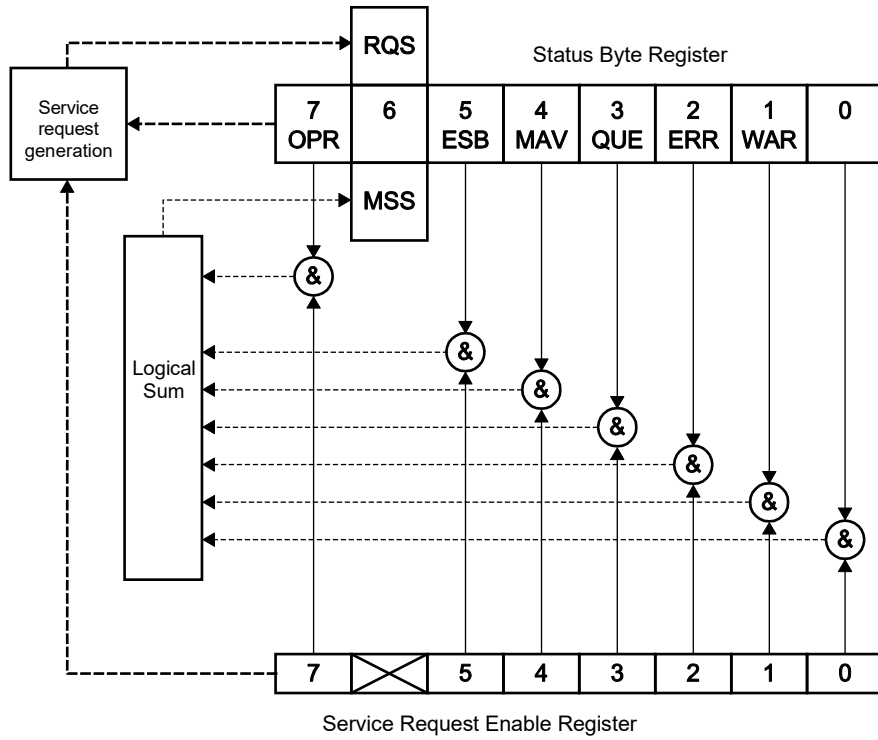 RQS
Status Byte Register
Service
request
generation
7 6 5 4 3 2 1 0
OPR ESB MAV QUE ERR WAR
MSS
&
Logical
Sum
&
&
&
&
&
&
7 5 4 3 2 1 0
Service Request Enable Register